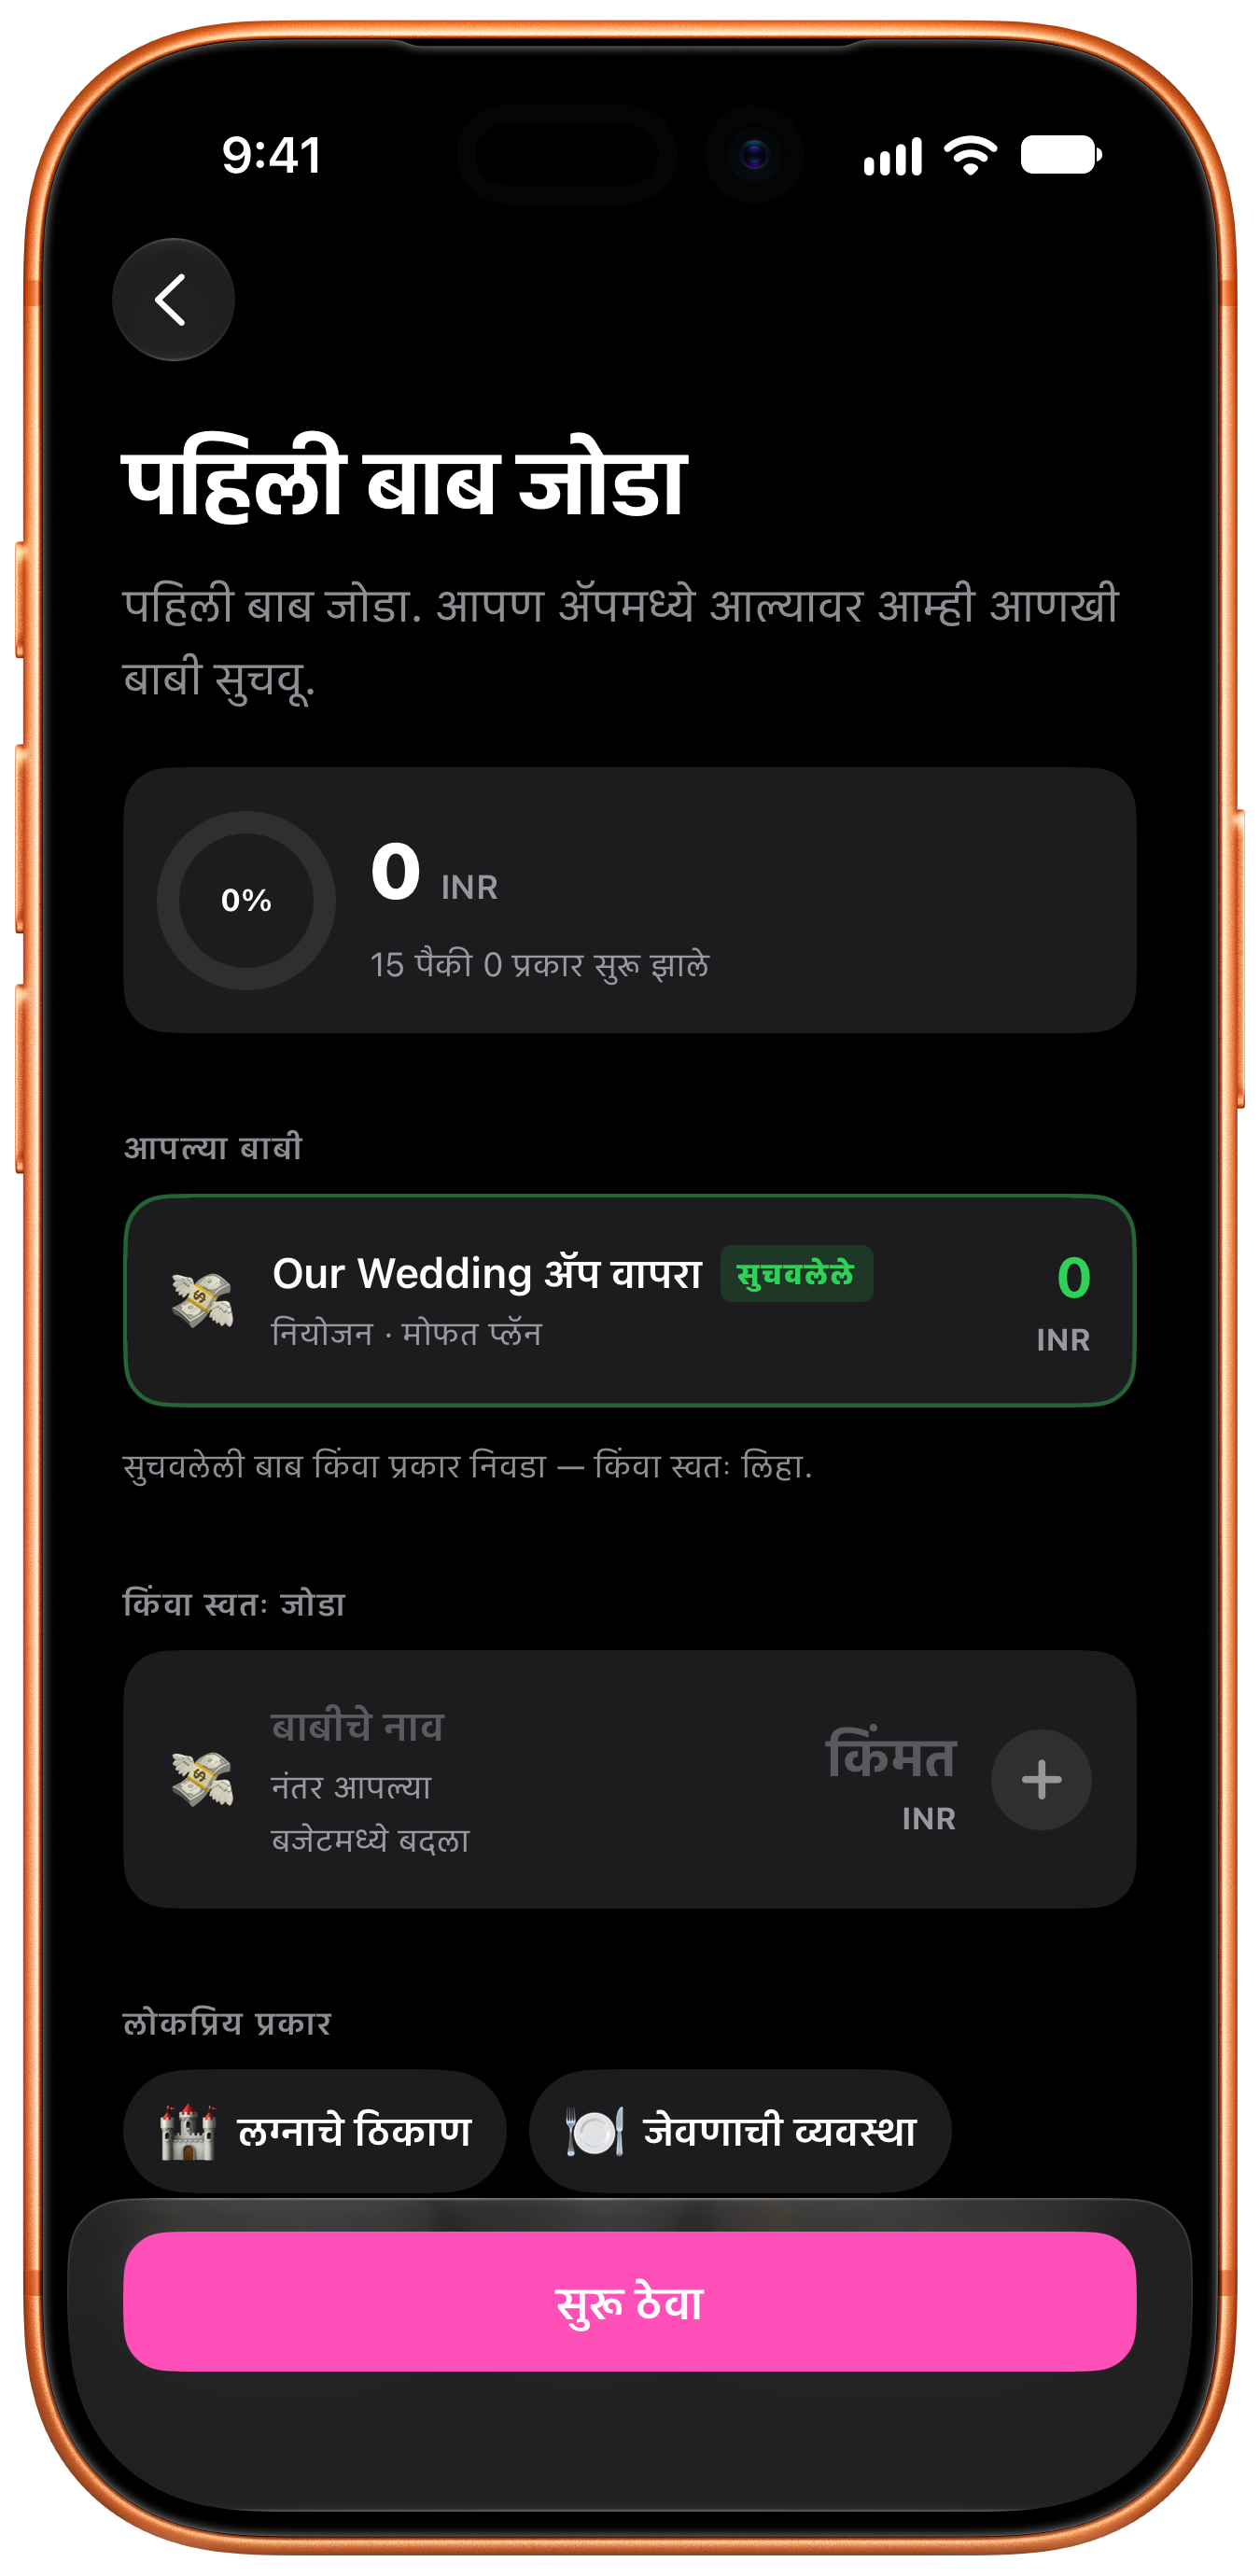 9:41
पहिली बाब जोडा
पहिली बाब जोडा. आपण ॲपमध्ये आल्यावर आम्ही आणखी
बाबी सुचवू.
0%
0 INR
15 पैकी 0 प्रकार सुरू झाले
आपल्या बाबी
Our Wedding ॲप वापरा सुचवलेले
0
नियोजन · मोफत प्लॅन
INR
सुचवलेली बाब किंवा प्रकार निवडा — किंवा स्वतः लिहा.
किंवा स्वतः जोडा
बाबीचे नाव
नंतर आपल्या
बजेटमध्ये बदला
किंमत
INR
लोकप्रिय प्रकार
लग्नाचे ठिकाण
जेवणाची व्यवस्था
सुरू ठेवा